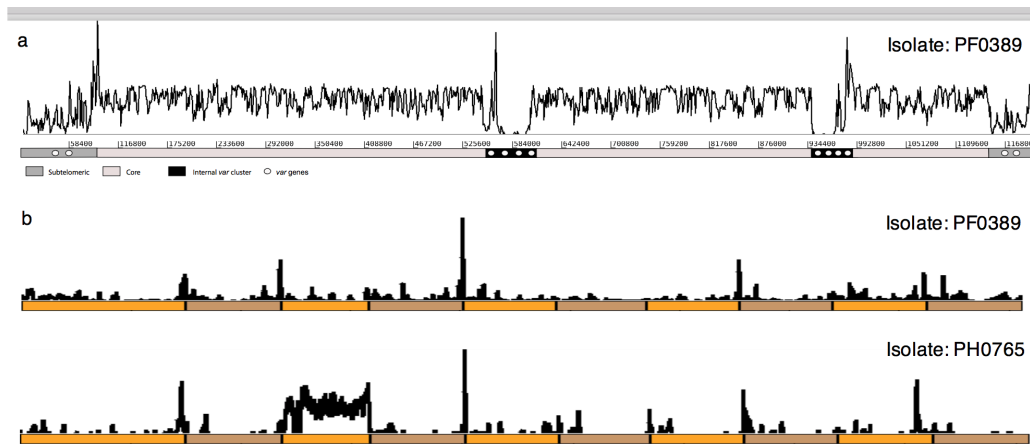 a
Isolate: PF0389
|58400 |116800 |175200 |233600 |292000 |350400 |408800 |467200 |525600 |584000 |642400 |700800 |759200 |817600 |876000 |934400 |992800 |1051200 |1109600 |116800
Subtelomeric Core Internal var cluster var genes
b
Isolate: PF0389
Isolate: PH0765